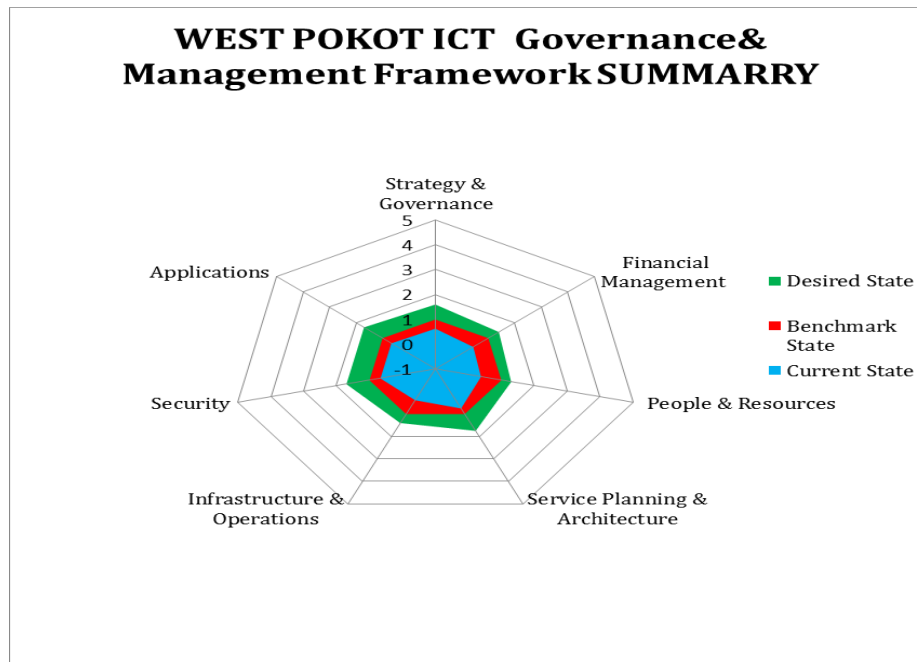 WEST POKOT ICT Governance&
Management Framework SUMMARRY
Strategy &
Governance
5
4
3
2
1
0
-1
Financial
Management
People & Resources
Service Planning &
Architecture
Infrastructure &
Operations
Security
Applications
Desired State
Benchmark
State
Current State